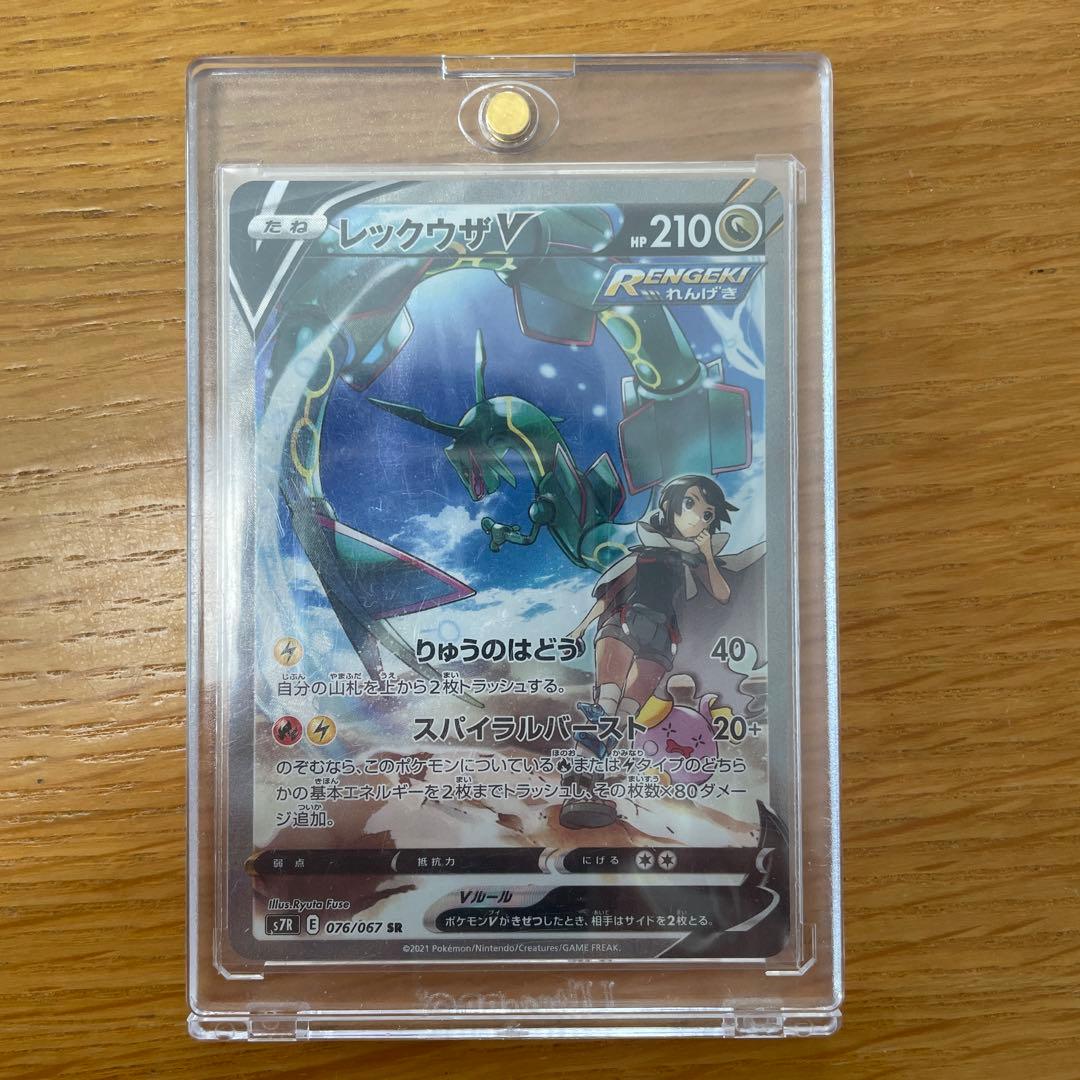 たね レックウザV HP 210
RENGEKI
れんげき
りゅうのはどう 40
自分の山札を上から2枚トラッシュする。
スパイラルバースト 20+
のぞむなら、このポケモンについている または タイプのどちら
かの基本エネルギーを2枚までトラッシュし、その枚数×80ダメー
ジ追加。
弱点 抵抗力 にげる
Illus. Ryuta Fuse
Vルール
ポケモンVがきぜつしたとき、相手はサイドを2枚とる。
s7R E 076/067 SR
©2021 Pokémon/Nintendo/Creatures/GAME FREAK.